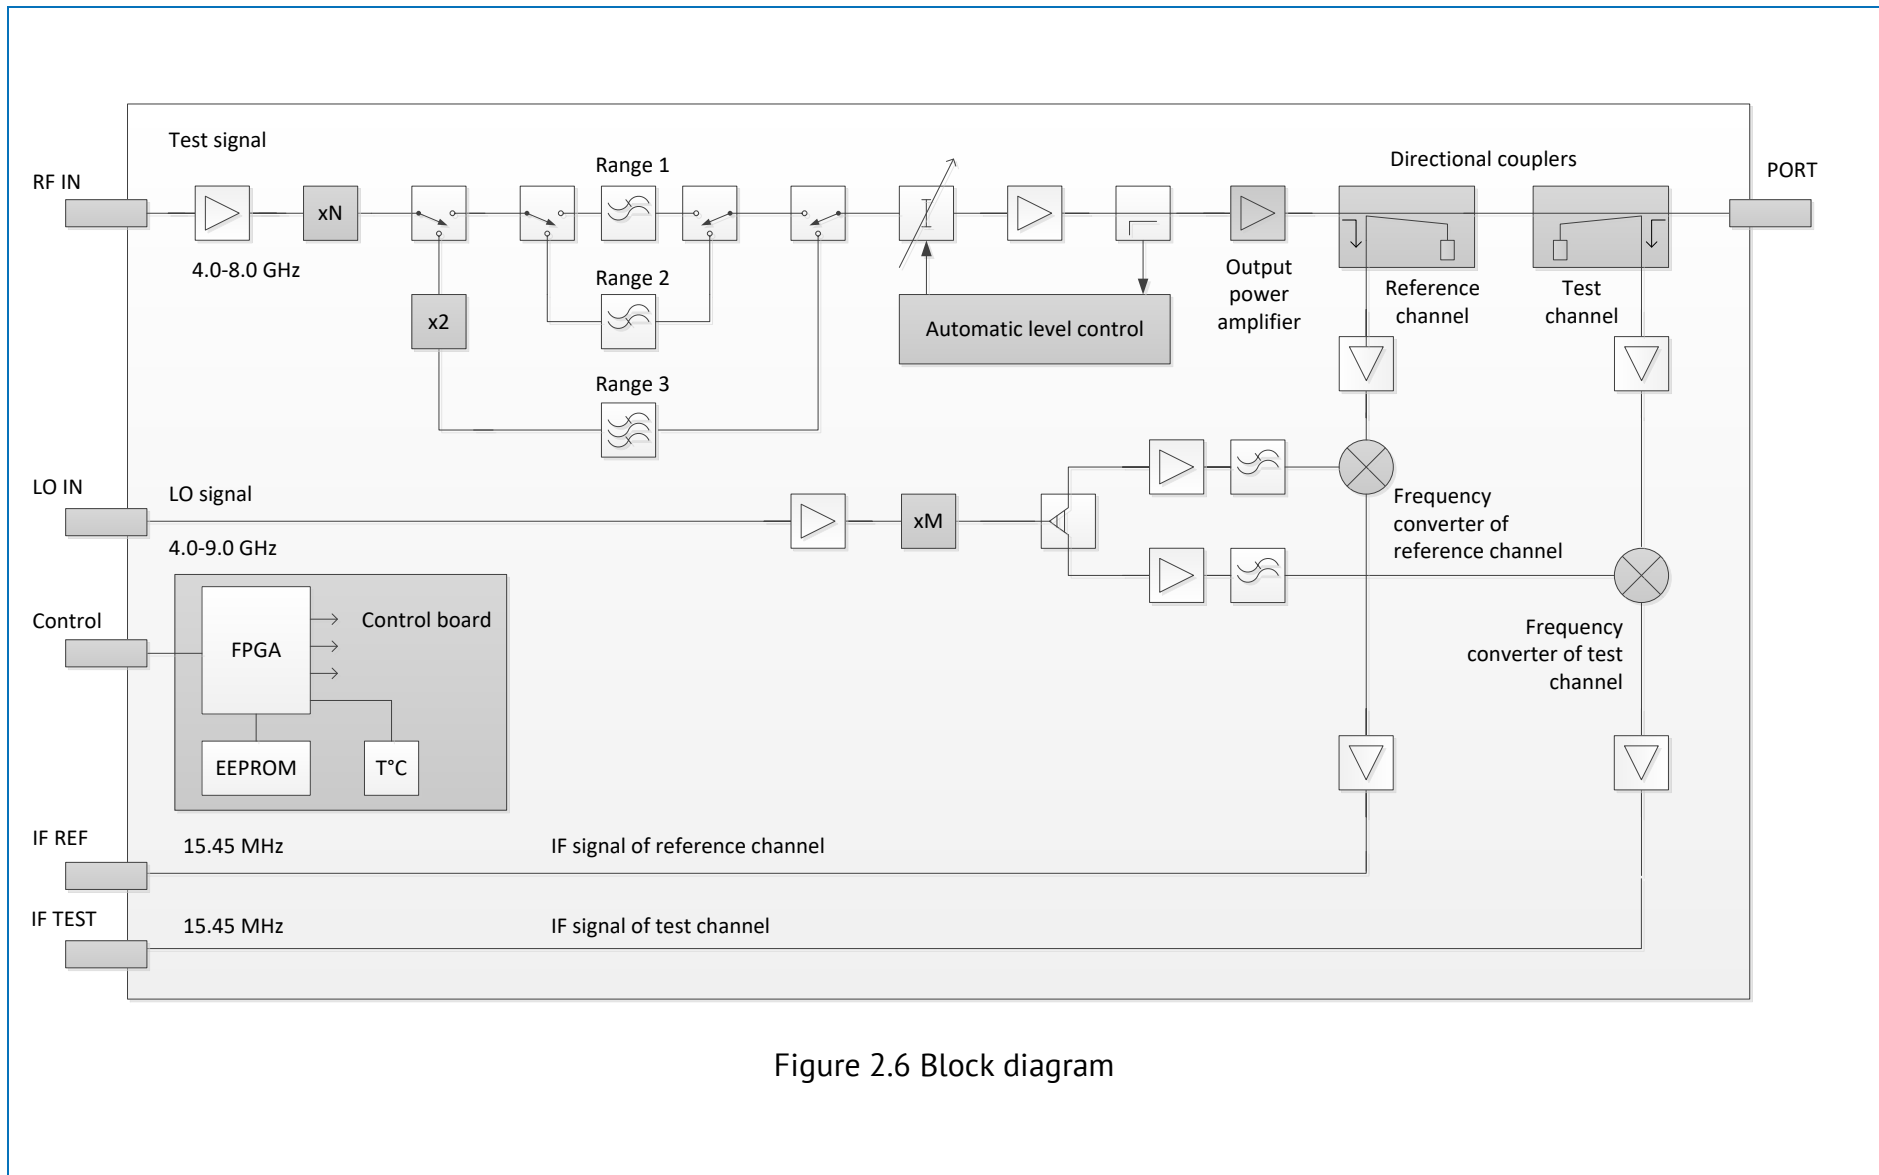 Test signal
Range 1
Directional couplers
RF IN
PORT
xN
4.0-8.0 GHz
Range 2
Output
power
amplifier
Reference
channel
Test
channel
x2
Automatic level control
Range 3
LO IN
LO signal
4.0-9.0 GHz
xM
Frequency
converter of
reference channel
Control
FPGA
Control board
Frequency
converter of test
channel
EEPROM
T°C
IF REF
15.45 MHz
IF signal of reference channel
IF TEST
15.45 MHz
IF signal of test channel
Figure 2.6 Block diagram